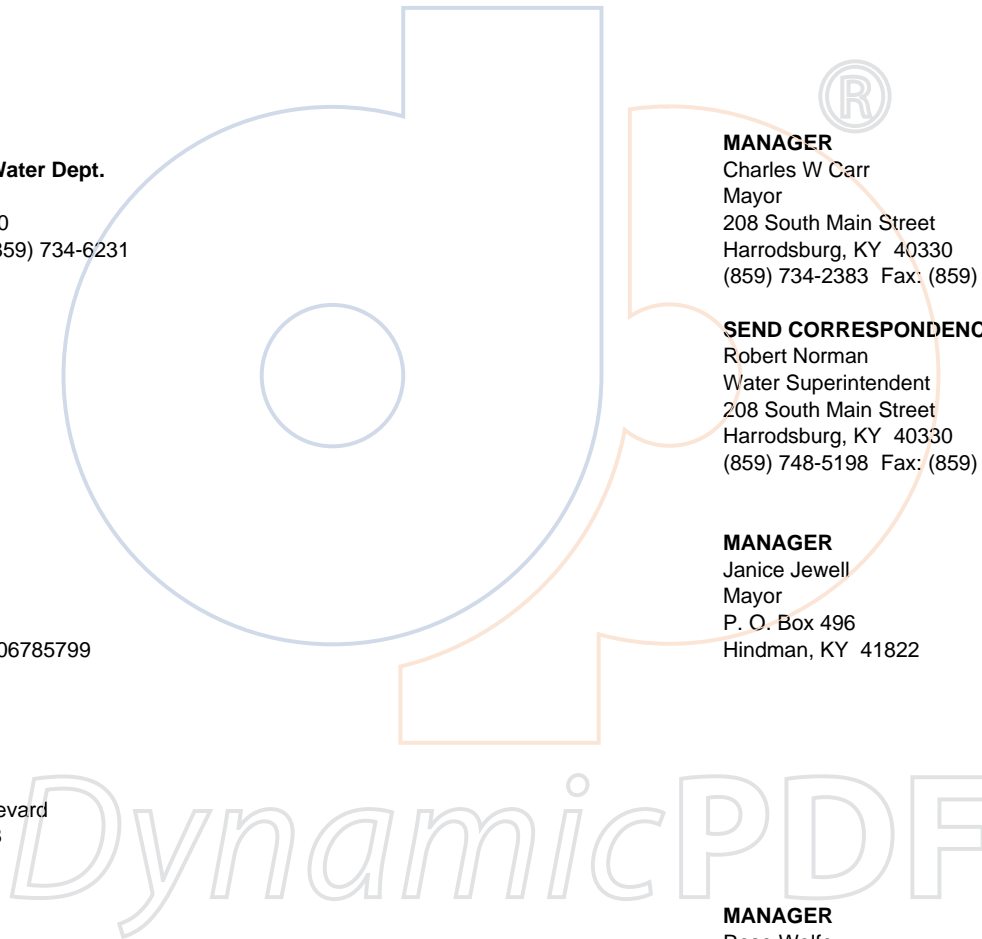 Water Dept.
0
359) 734-6231
06785799
evard
®
MANAGER
Charles W Carr
Mayor
208 South Main Street
Harrodsburg, KY 40330
(859) 734-2383 Fax: (859)
SEND CORRESPONDENC
Robert Norman
Water Superintendent
208 South Main Street
Harrodsburg, KY 40330
(859) 748-5198 Fax: (859)
MANAGER
Janice Jewell
Mayor
P. O. Box 496
Hindman, KY 41822
DynamicPDF
MANAGER